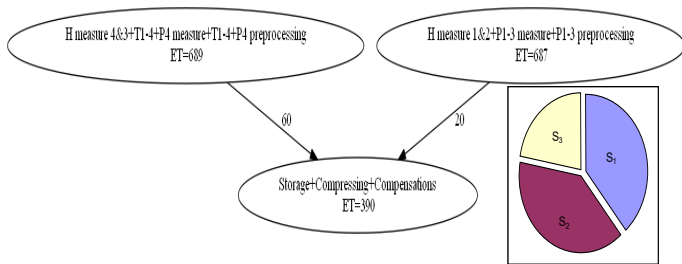 H measure 4&3+T1-4+P4 measure+T1-4+P4 preprocessing
ET=689
H measure 1&2+P1-3 measure+P1-3 preprocessing
ET=687
60
20
Storage+Compressing+Compensations
ET=390
S3
S1
S2